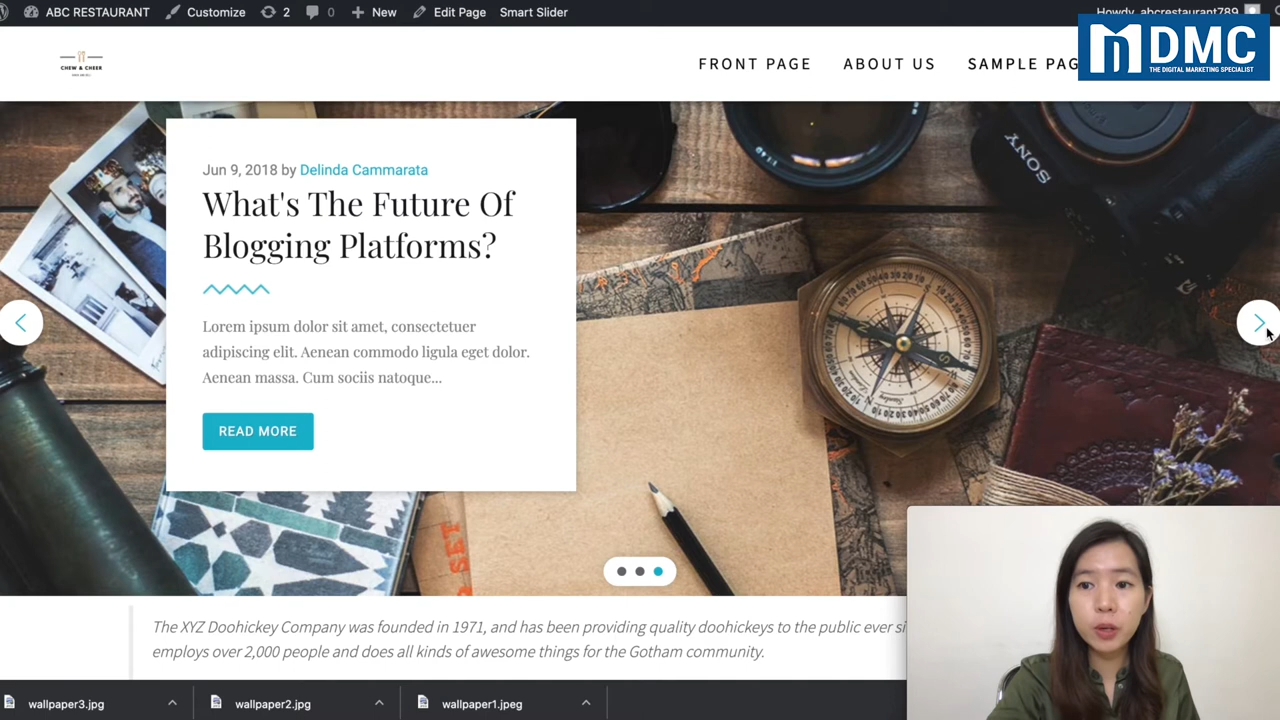 ABC RESTAURANT
Customize
2
0
New
Edit Page
Smart Slider
Howdy, abcrestaurant789
CHEW & CHEER
FRONT PAGE
ABOUT US
SAMPLE PAG
DMC
THE DIGITAL MARKETING SPECIALIST
SONY
Jun 9, 2018 by Delinda Cammarata
What's The Future Of
Blogging Platforms?
Lorem ipsum dolor sit amet, consectetuer
adipiscing elit. Aenean commodo ligula eget dolor.
Aenean massa. Cum sociis natoque...
READ MORE
The XYZ Doohickey Company was founded in 1971, and has been providing quality doohickeys to the public ever si
employs over 2,000 people and does all kinds of awesome things for the Gotham community.
wallpaper3.jpg
wallpaper2.jpg
wallpaper1.jpeg